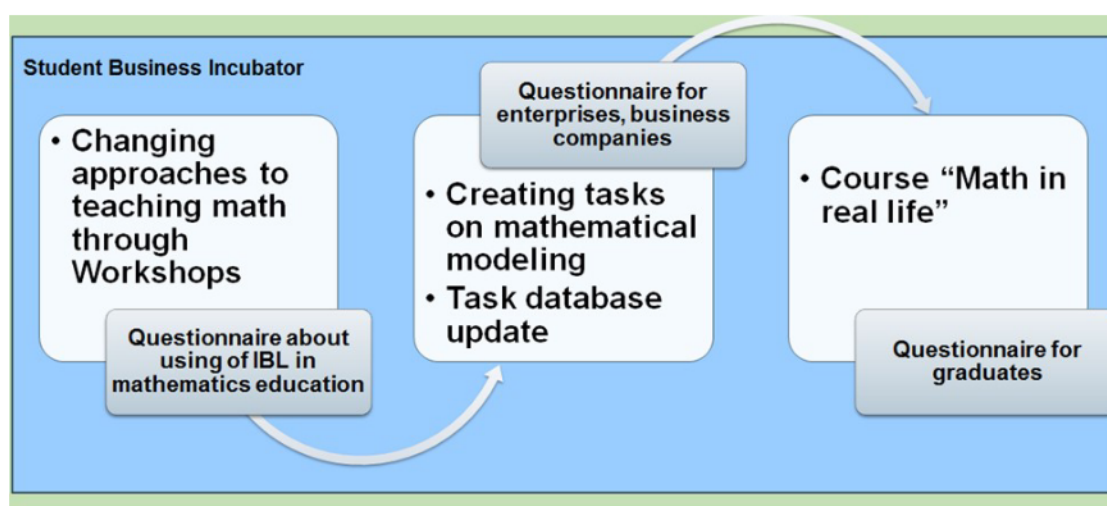 Student Business Incubator
• Changing
approaches to
teaching math
through
Workshops
Questionnaire about
using of IBL in
mathematics education
Questionnaire for
enterprises, business
companies
• Creating tasks
on mathematical
modeling
• Task database
update
• Course “Math in
real life”
Questionnaire for
graduates